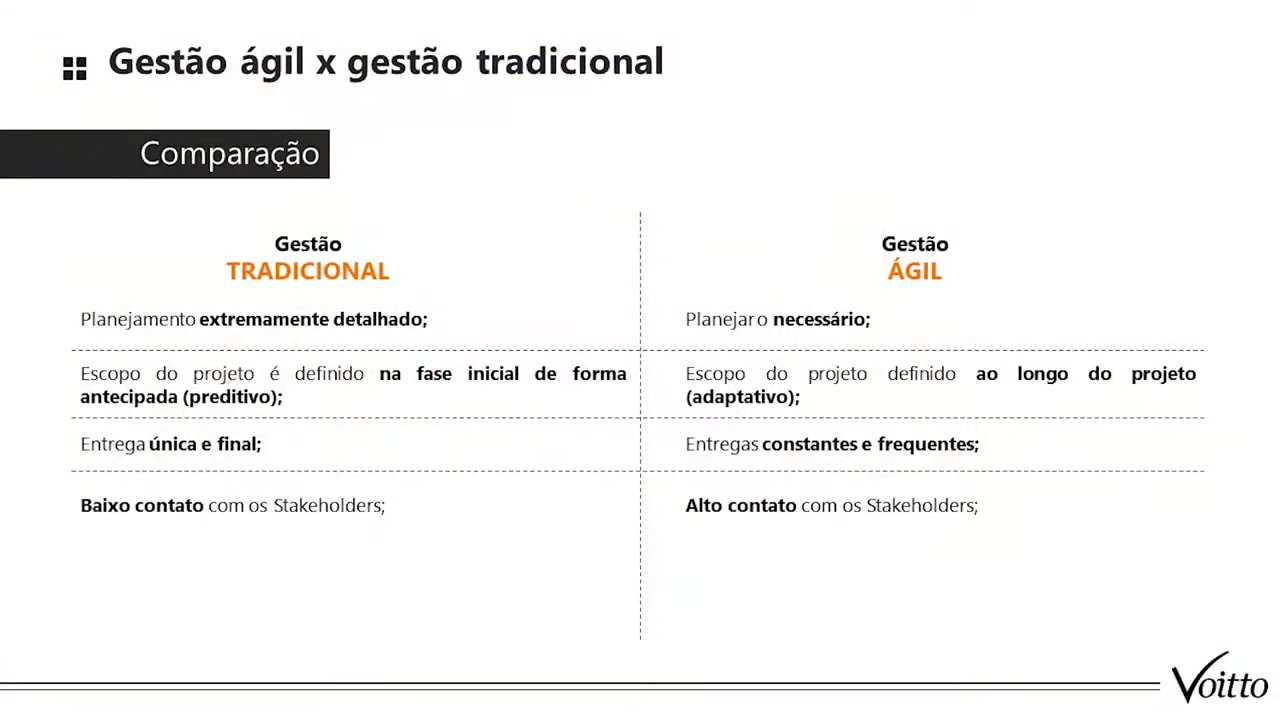 Gestão ágil x gestão tradicional
Comparação
Gestão
TRADICIONAL
Planejamento extremamente detalhado;
Escopo do projeto é definido na fase inicial de forma
antecipada (preditivo);
Entrega única e final;
Baixo contato com os Stakeholders;
Gestão
ÁGIL
Planejar o necessário;
Escopo do projeto definido ao longo do projeto
(adaptativo);
Entregas constantes e frequentes;
Alto contato com os Stakeholders;
Voitto